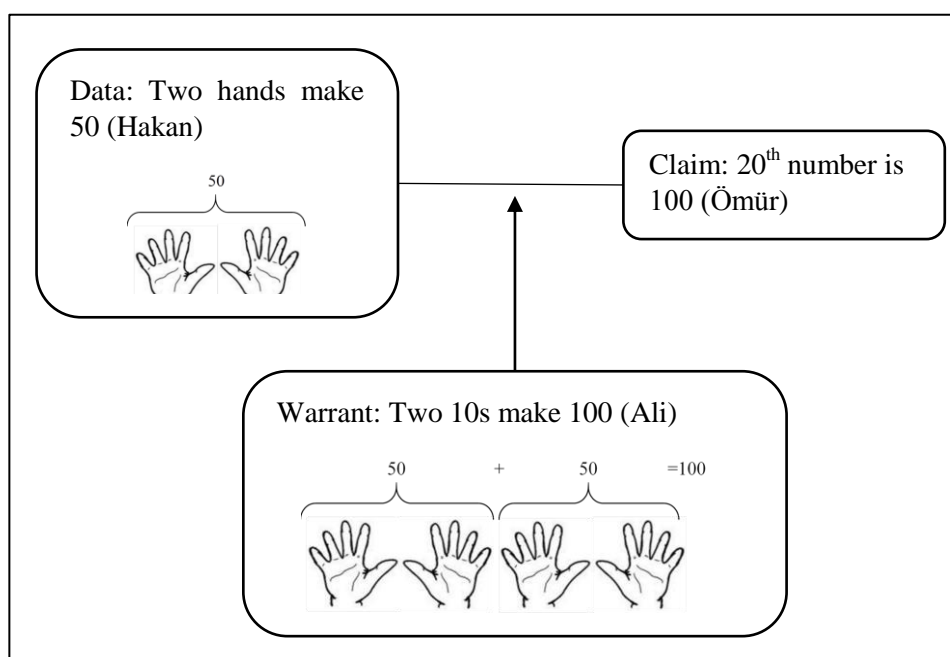 Data: Two hands make
50 (Hakan)
50
Claim: 20th number is
100 (Ömür)
Warrant: Two 10s make 100 (Ali)
50 + 50 =100